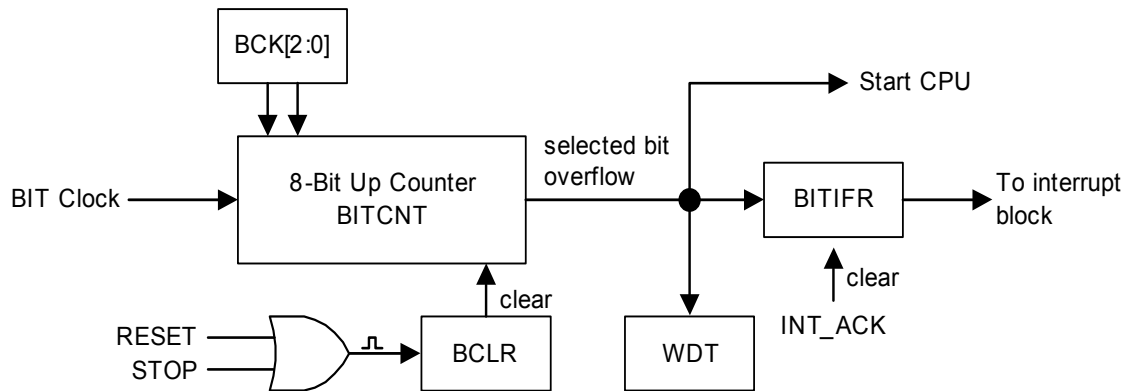 BCK[2:0]
Start CPU
selected bit
overflow
BIT Clock
8-Bit Up Counter
BITCNT
BITIFR
To interrupt
block
clear
clear
RESET
STOP
BCLR
WDT
INT_ACK